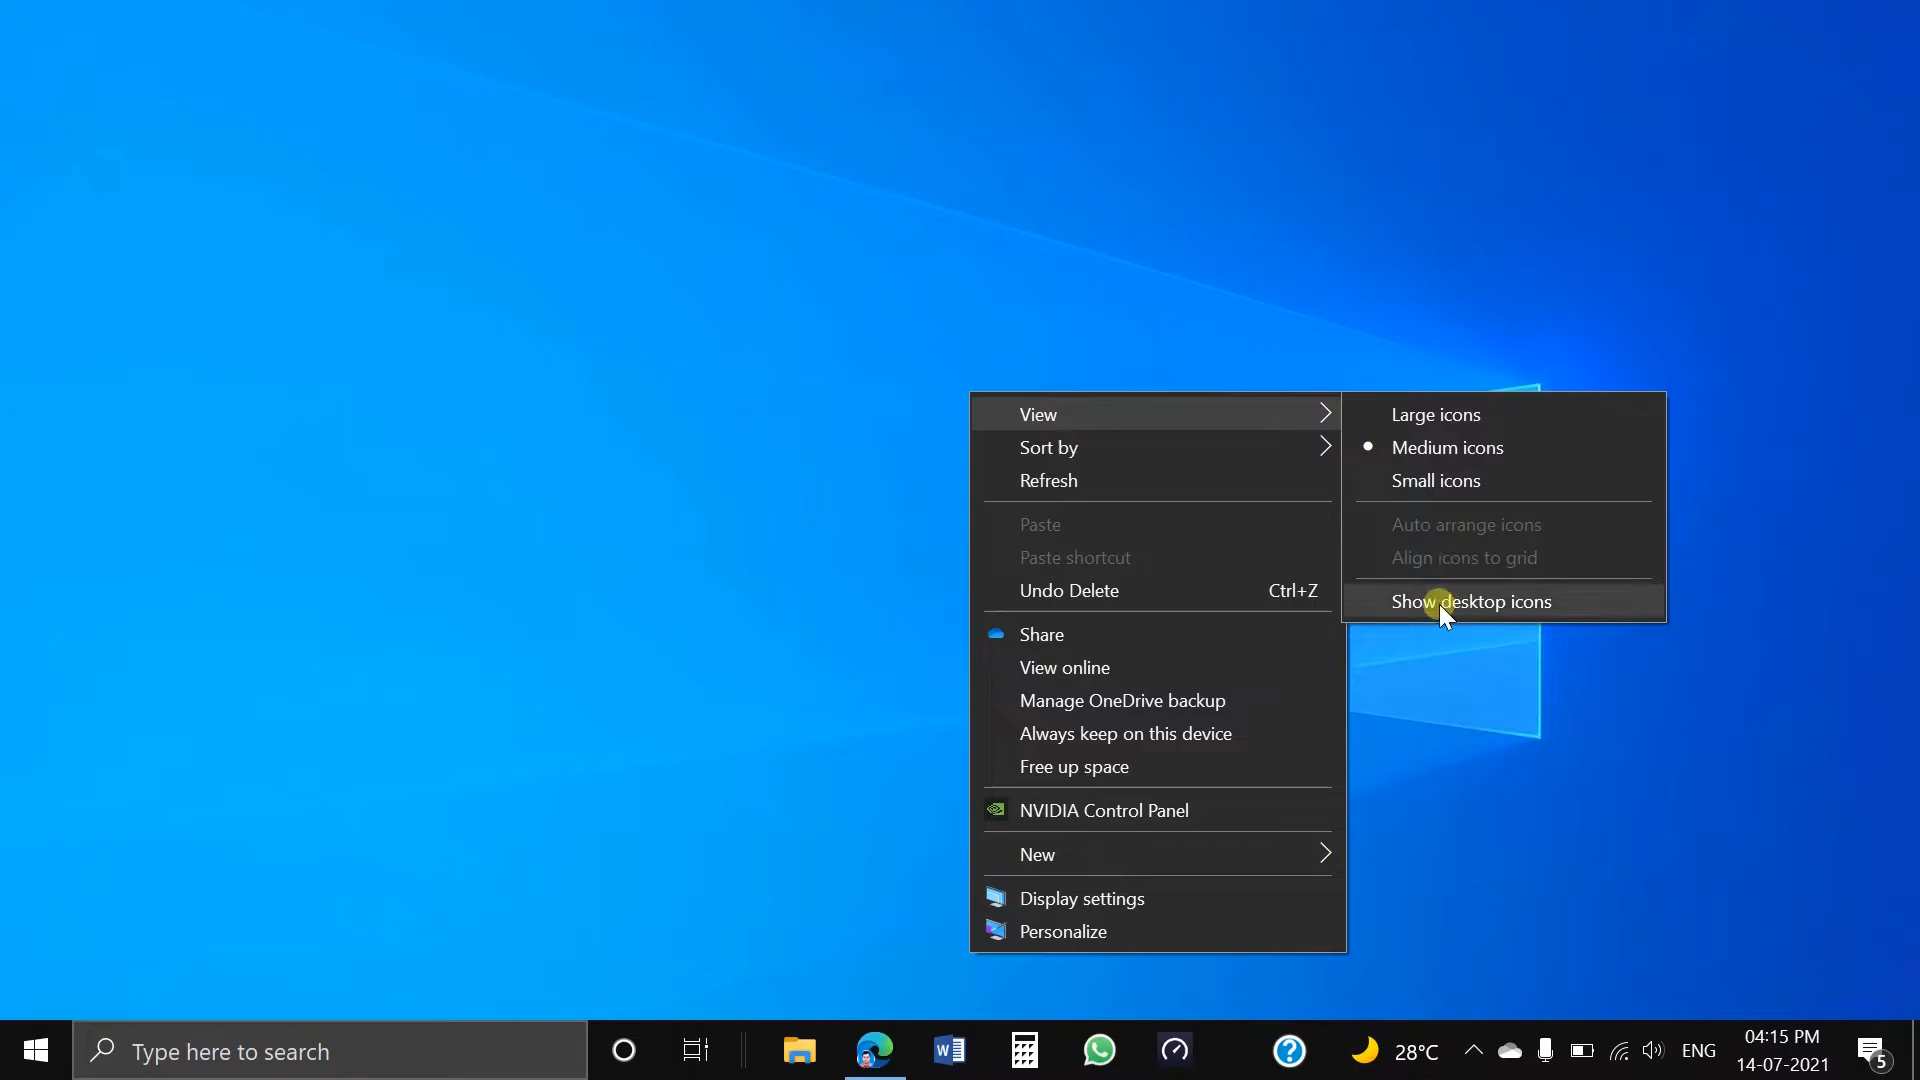 View
Sort by
Refresh
Paste
Paste shortcut
Undo Delete Ctrl+Z
Share
View online
Manage OneDrive backup
Always keep on this device
Free up space
NVIDIA Control Panel
New
Display settings
Personalize
Large icons
Medium icons
Small icons
Auto arrange icons
Align icons to grid
Show desktop icons
Type here to search
W
?
28°C
ENG
04:15 PM
14-07-2021
5